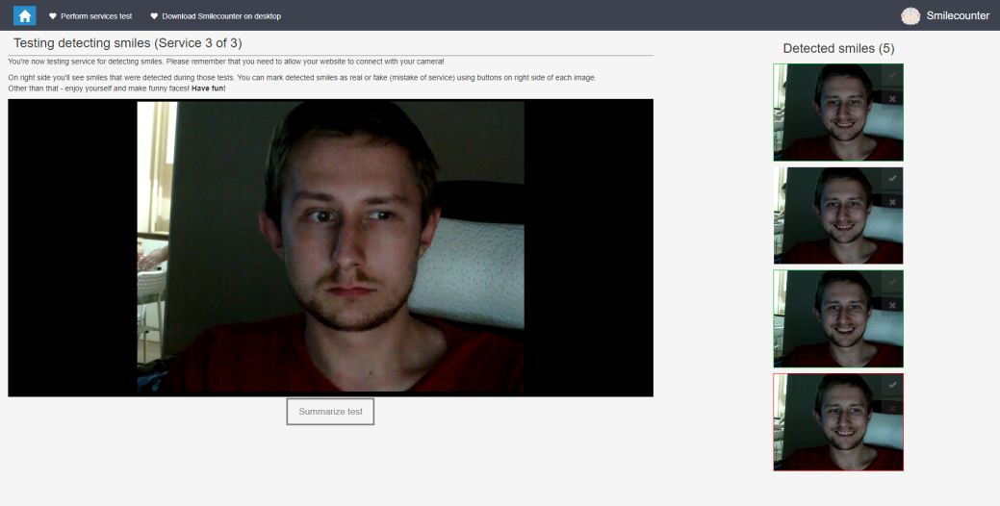 Perform services test
Download Smilecounter on desktop
Smilecounter
Testing detecting smiles (Service 3 of 3)
You're now testing service for detecting smiles. Please remember that you need to allow your website to connect with your camera!
On right side you'll see smiles that were detected during those tests. You can mark detected smiles as real or fake (mistake of service) using buttons on right side of each image.
Other than that - enjoy yourself and make funny faces! Have fun!
Summarize test
Detected smiles (5)